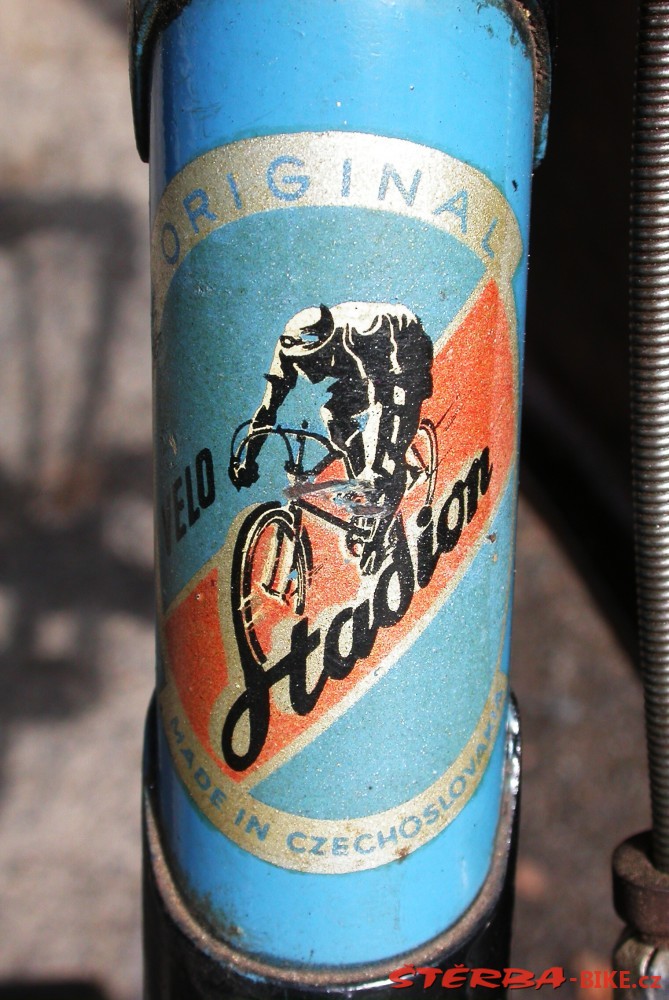 ORIGINAL
VELO
Stadion
MADE IN CZECHOSLOVAKIA
ŠTĚRBA-BIKE.cz